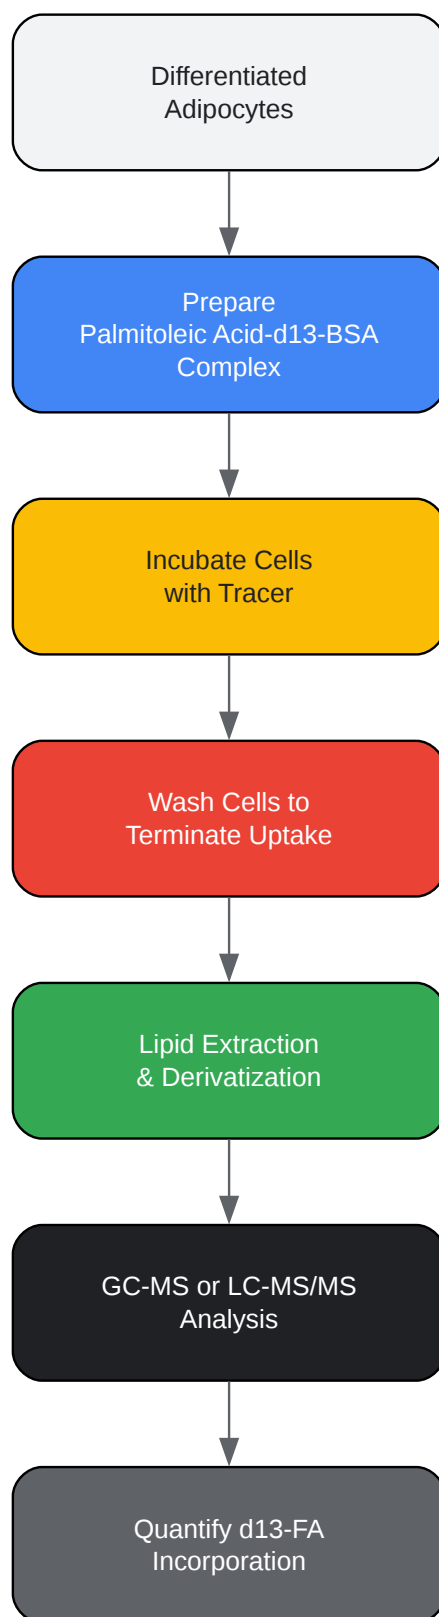 Differentiated
Adipocytes
Prepare
Palmitoleic Acid-d13-BSA
Complex
Incubate Cells
with Tracer
Wash Cells to
Terminate Uptake
Lipid Extraction
& Derivatization
GC-MS or LC-MS/MS
Analysis
Quantify d13-FA
Incorporation